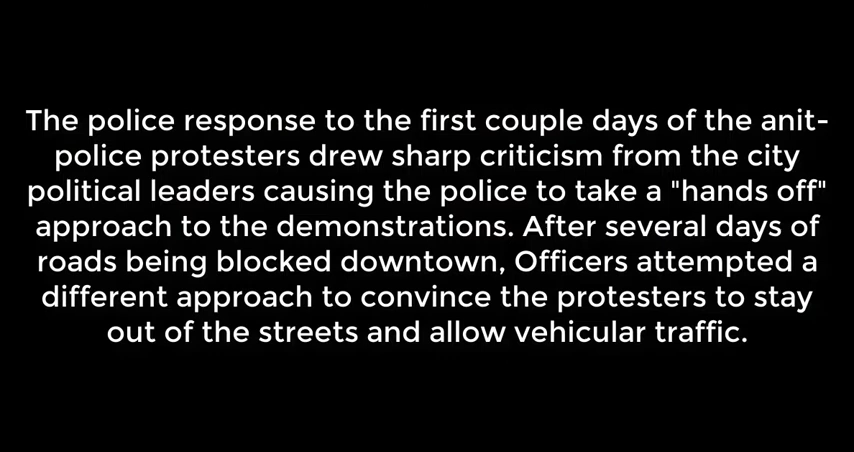 The police response to the first couple days of the anit-
police protesters drew sharp criticism from the city
political leaders causing the police to take a "hands off"
approach to the demonstrations. After several days of
roads being blocked downtown, Officers attempted a
different approach to convince the protesters to stay
out of the streets and allow vehicular traffic.